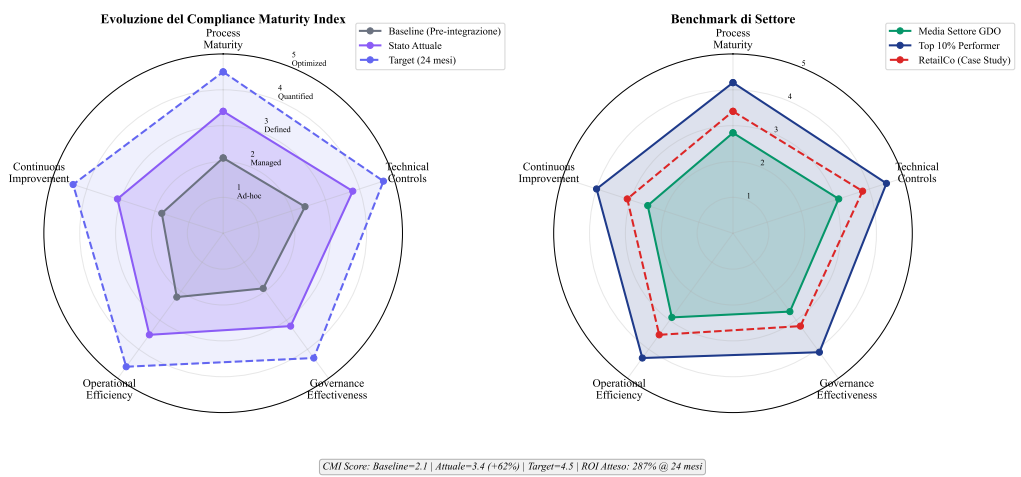 Evoluzione del Compliance Maturity Index
Baseline (Pre-integrazione)
Stato Attuale
Target (24 mesi)
Process
Maturity
Technical
Controls
Governance
Effectiveness
Operational
Efficiency
Continuous
Improvement
5
Optimized
4
Quantified
3
Defined
2
Managed
1
Ad-hoc
Benchmark di Settore
Media Settore GDO
Top 10% Performer
RetailCo (Case Study)
Process
Maturity
Technical
Controls
Governance
Effectiveness
Operational
Efficiency
Continuous
Improvement
5
4
3
2
1
CMI Score: Baseline=2.1 | Attuale=3.4 (+62%) | Target=4.5 | ROI Atteso: 287% @ 24 mesi